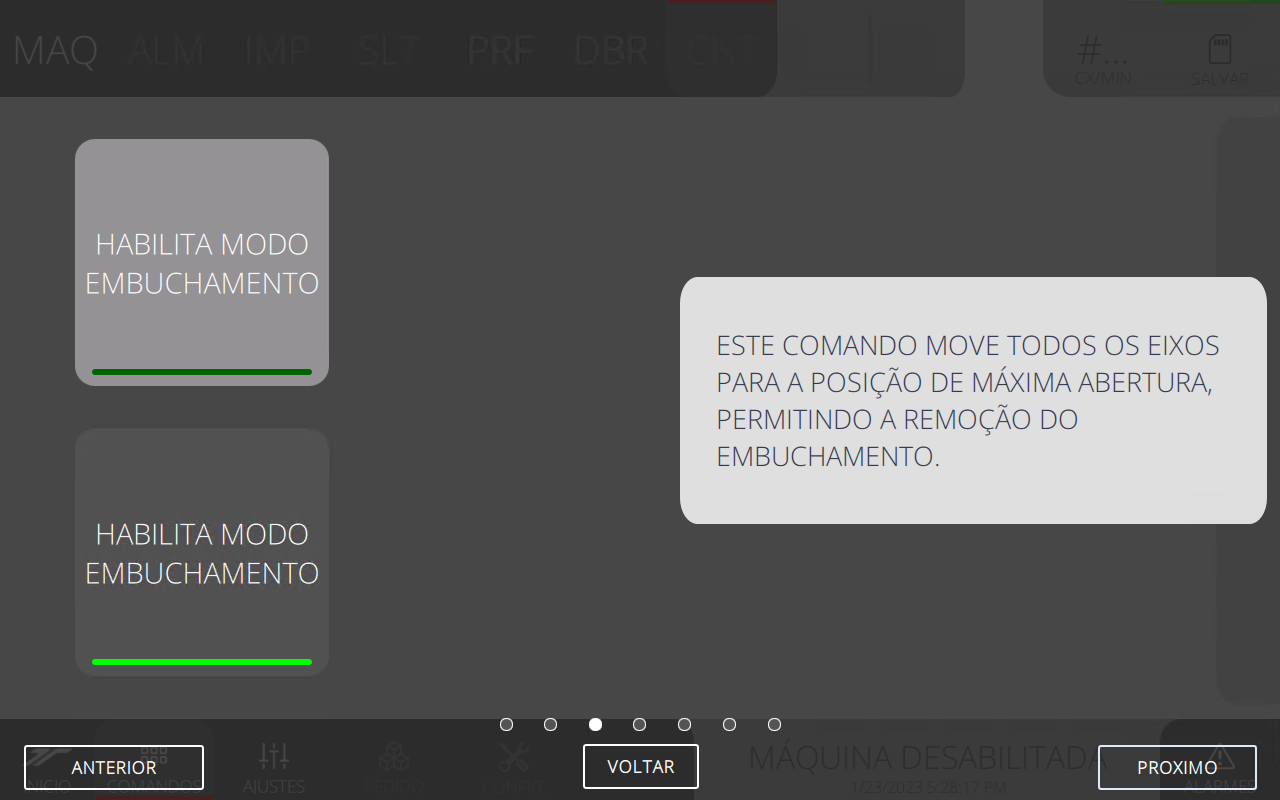 MAQ ALM IMP SLT PRF DBR CNT
#...
CX/MIN
SALVAR
HABILITA MODO
EMBUCHAMENTO
ESTE COMANDO MOVE TODOS OS EIXOS
PARA A POSIÇÃO DE MÁXIMA ABERTURA,
PERMITINDO A REMOÇÃO DO
EMBUCHAMENTO.
HABILITA MODO
EMBUCHAMENTO
ANTERIOR
VOLTAR
PROXIMO
MÁQUINA DESABILITADA
INICIO
COMANDOS
AJUSTES
PEDIDO
CONFIG
1/23/2023 5:28:17 PM
ALARMES